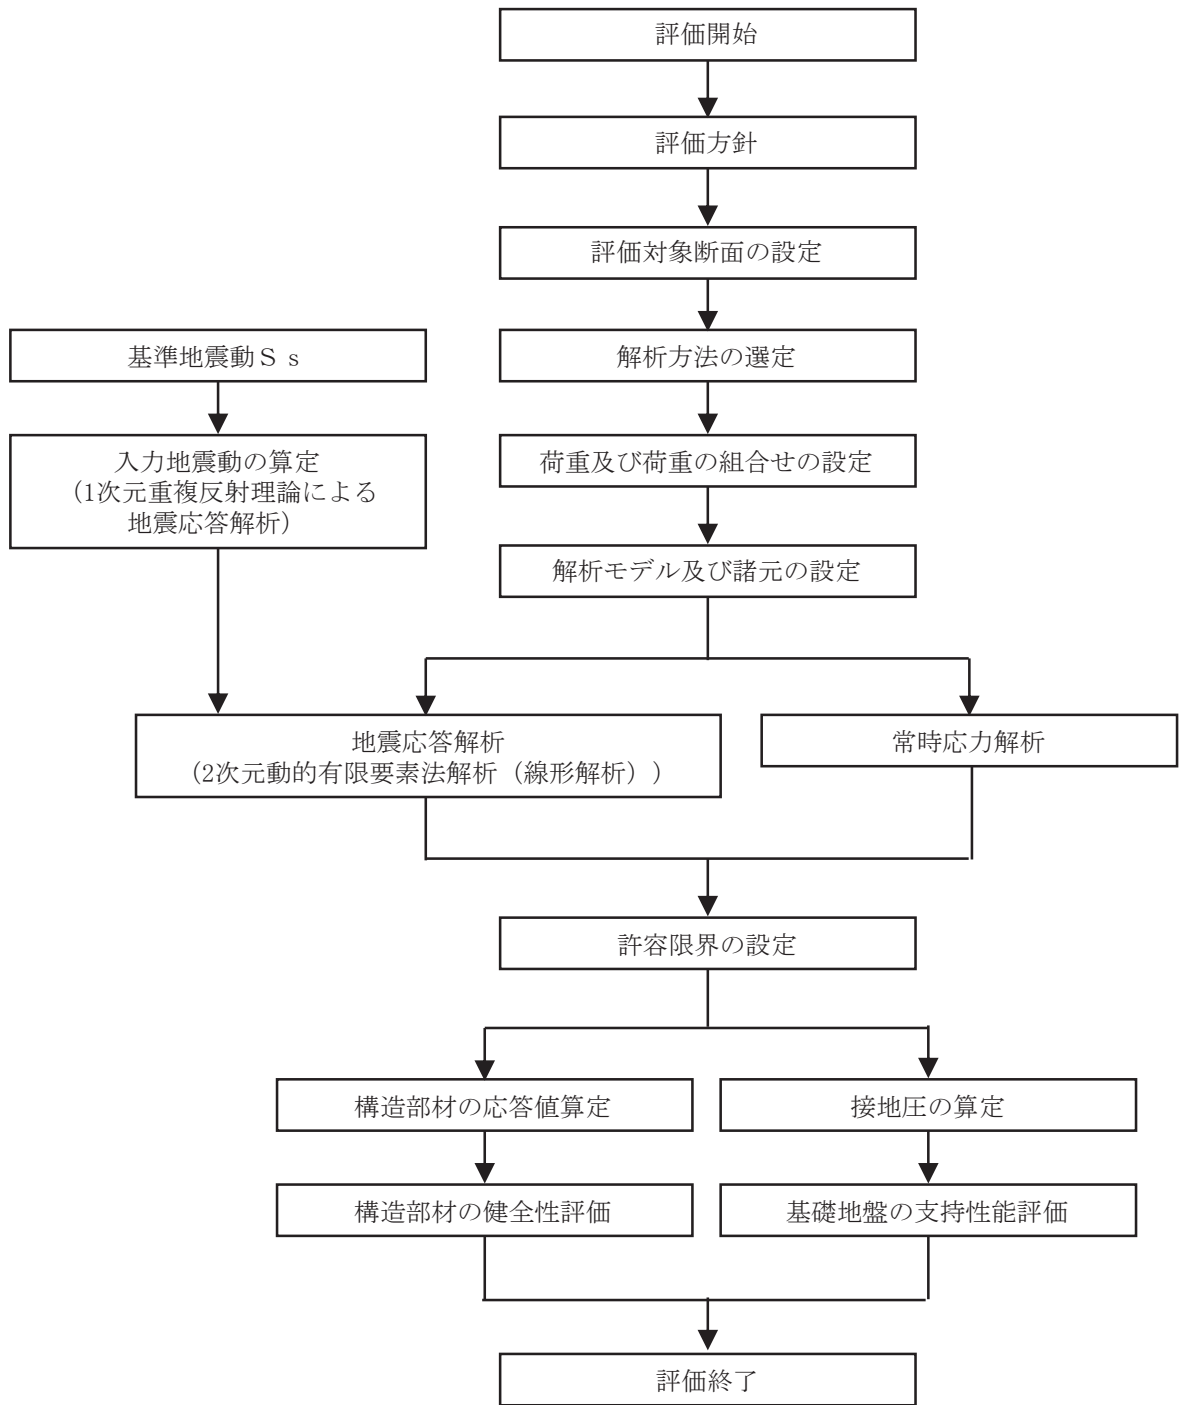 評価開始
評価方針
評価対象断面の設定
基準地震動Ｓｓ
解析方法の選定
入力地震動の算定
（1次元重複反射理論による
地震応答解析）
荷重及び荷重の組合せの設定
解析モデル及び諸元の設定
地震応答解析
（2次元動的有限要素法解析（線形解析））
常時応力解析
許容限界の設定
構造部材の応答値算定
接地圧の算定
構造部材の健全性評価
基礎地盤の支持性能評価
評価終了